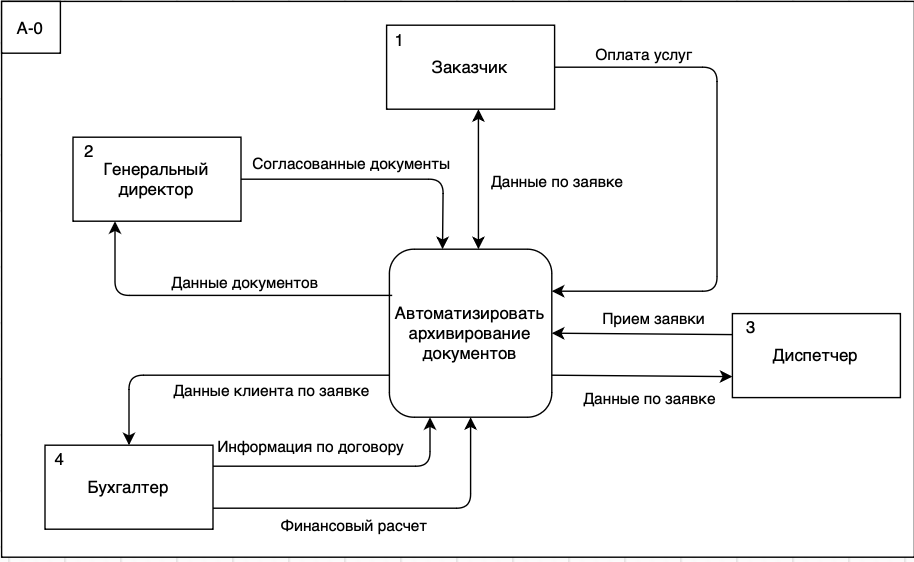 А-0
1
Заказчик
Оплата услуг
2
Генеральный
директор
Согласованные документы
Данные по заявке
Данные документов
Автоматизировать
архивирование
документов
Прием заявки
3
Диспетчер
Данные по заявке
Данные клиента по заявке
4
Бухгалтер
Информация по договору
Финансовый расчет